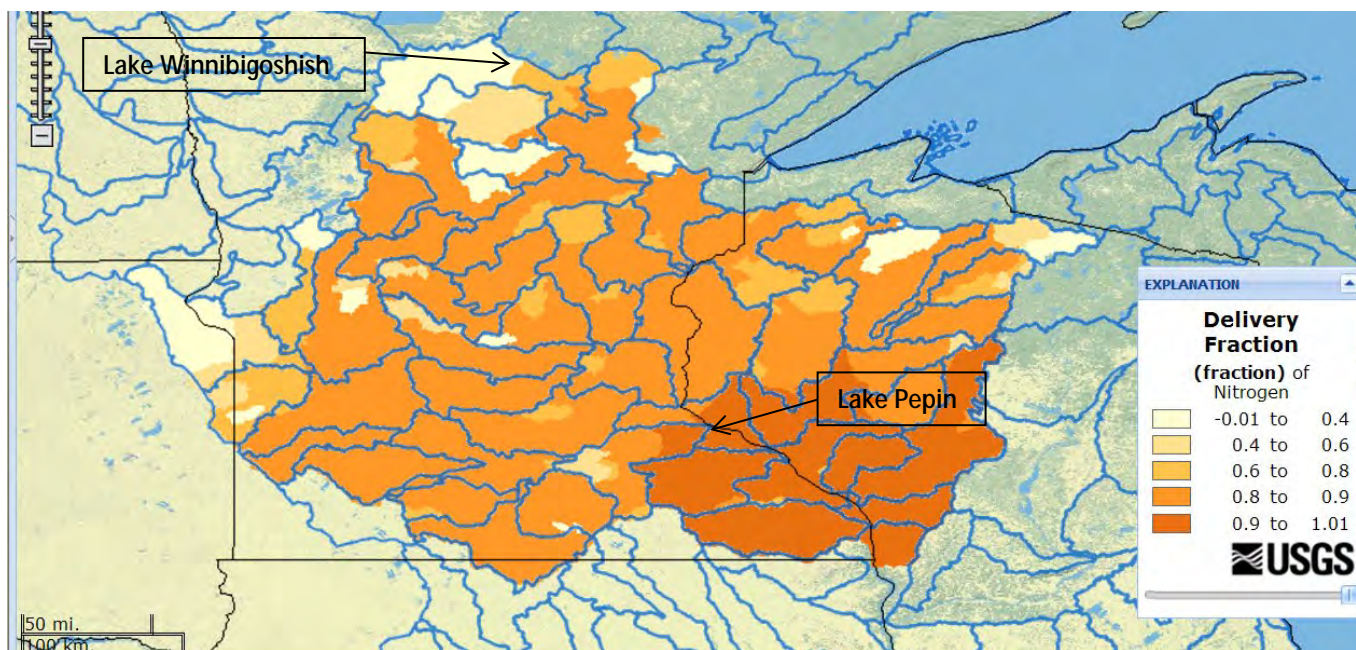 Lake Winnibigoshish
Lake Pepin
EXPLANATION
Delivery
Fraction
(fraction) of
Nitrogen
-0.01 to 0.4
0.4 to 0.6
0.6 to 0.8
0.8 to 0.9
0.9 to 1.01
USGS
50 mi.
100 km